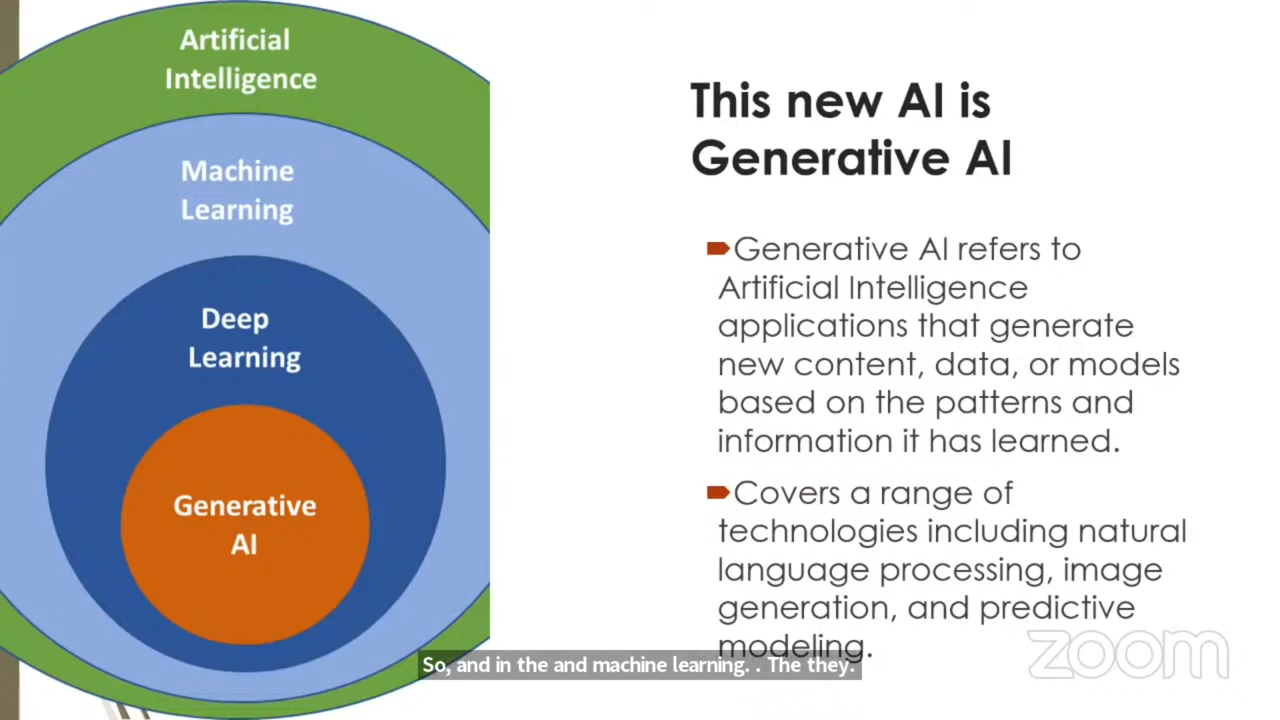 Artificial
Intelligence
Machine
Learning
Deep
Learning
Generative
AI
This new AI is
Generative AI
Generative AI refers to
Artificial Intelligence
applications that generate
new content, data, or models
based on the patterns and
information it has learned.
Covers a range of
technologies including natural
language processing, image
generation, and predictive
modeling.
So, and in the and machine learning. . The they.
zoom